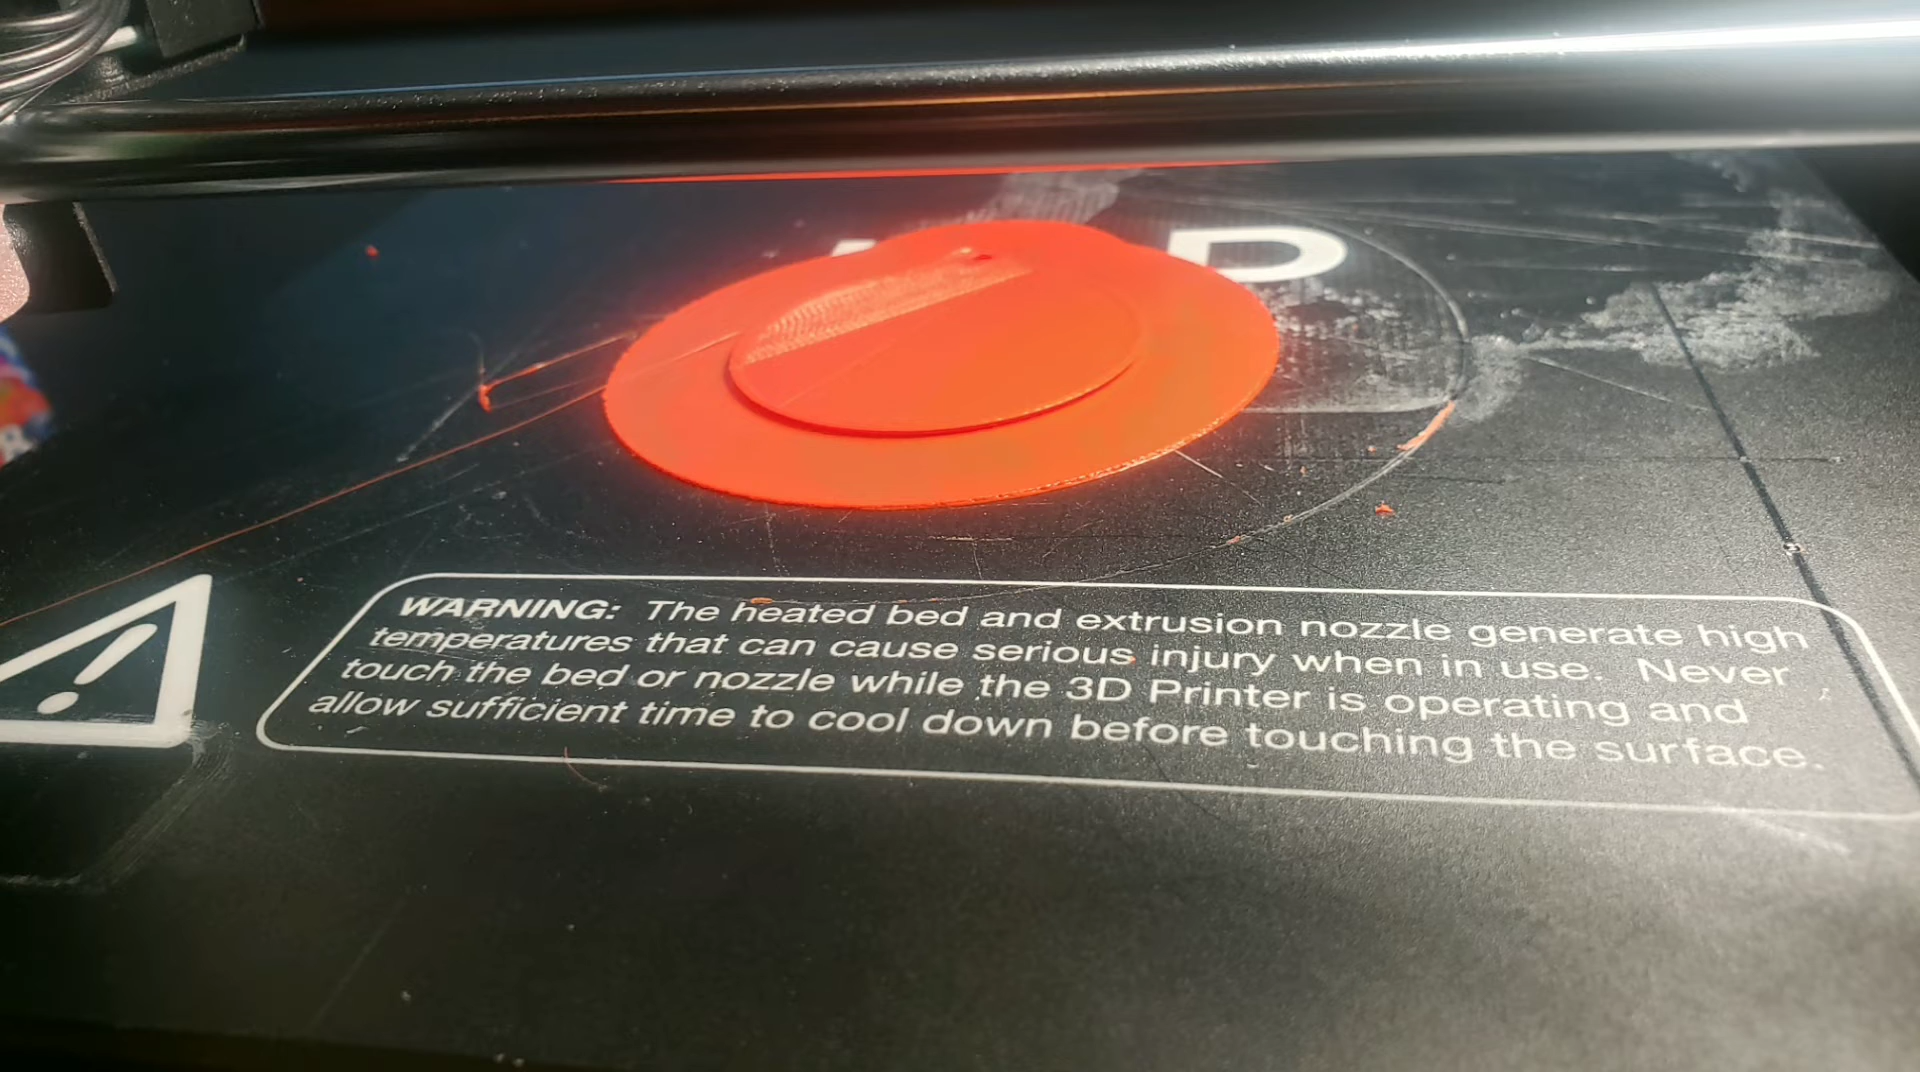 D
WARNING: The heated bed and extrusion nozzle generate high
temperatures that can cause serious injury when in use. Never
touch the bed or nozzle while the 3D Printer is operating and
allow sufficient time to cool down before touching the surface.